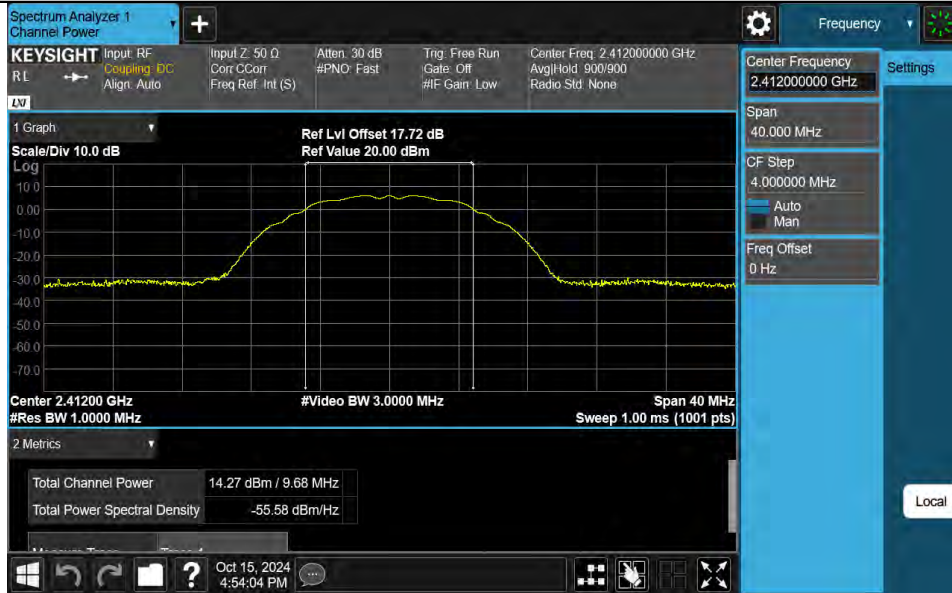 Spectrum Analyzer 1
Channel Power
+
Frequency
KEYSIGHT
RL
LXI
Input: RF
Coupling: DC
Align: Auto
Input Z: 50 Ω
Corr CCorr
Freq Ref: Int (S)
Atten: 30 dB
#PNO: Fast
Trig: Free Run
Gate: Off
#IF Gain: Low
Center Freq: 2.412000000 GHz
Avg|Hold: 900/900
Radio Std: None
Center Frequency
2.412000000 GHz
Settings
Span
40.000 MHz
CF Step
4.000000 MHz
Auto
Man
Freq Offset
0 Hz
Local
1 Graph
Scale/Div 10.0 dB
Ref Lvl Offset 17.72 dB
Ref Value 20.00 dBm
Log
10.0
0.00
-10.0
-20.0
-30.0
-40.0
-50.0
-60.0
-70.0
Center 2.41200 GHz
#Video BW 3.0000 MHz
Span 40 MHz
#Res BW 1.0000 MHz
Sweep 1.00 ms (1001 pts)
2 Metrics
Total Channel Power 14.27 dBm / 9.68 MHz
Total Power Spectral Density -55.58 dBm/Hz
?
Oct 15, 2024
4:54:04 PM